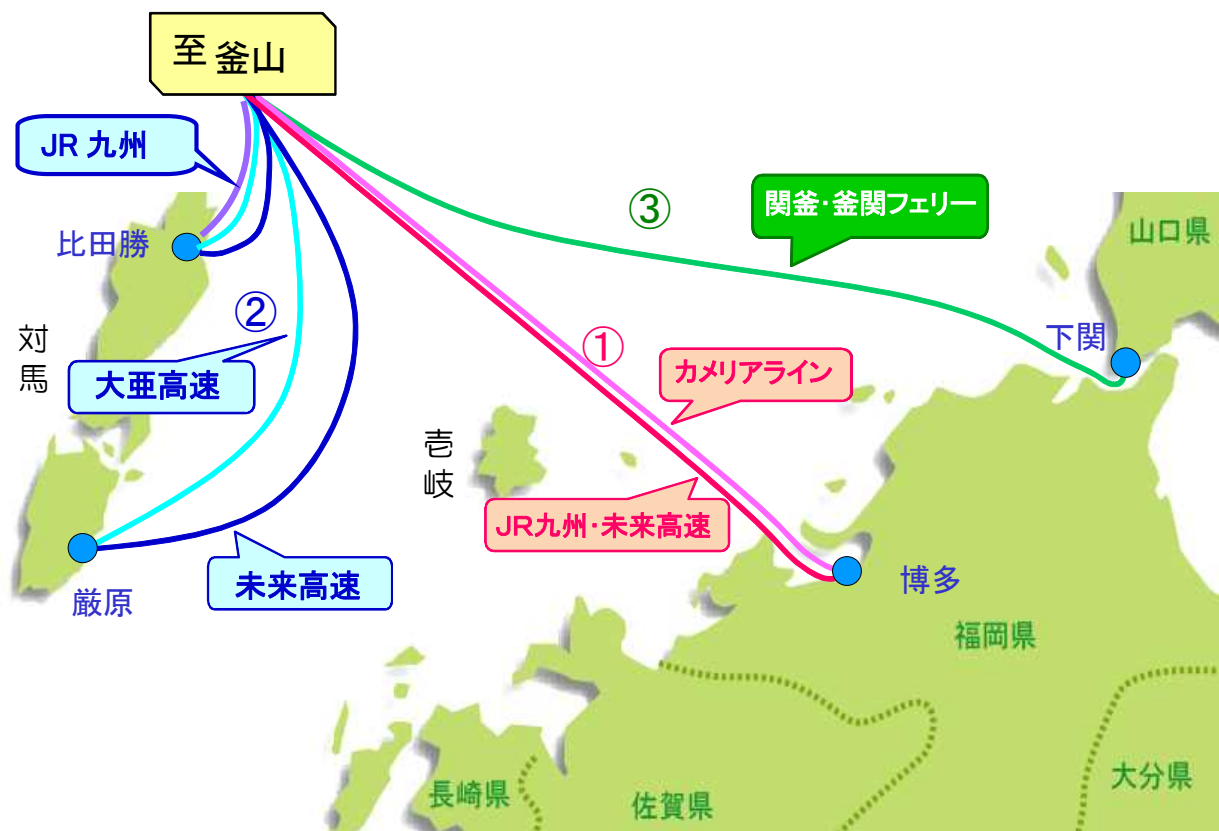 至 釜山
JR 九州
③
関釜・釜関フェリー
山口県
比田勝
②
対馬
大亜高速
①
カメリアライン
下関
壱岐
JR九州・未来高速
未来高速
厳原
博多
福岡県
長崎県
佐賀県
大分県